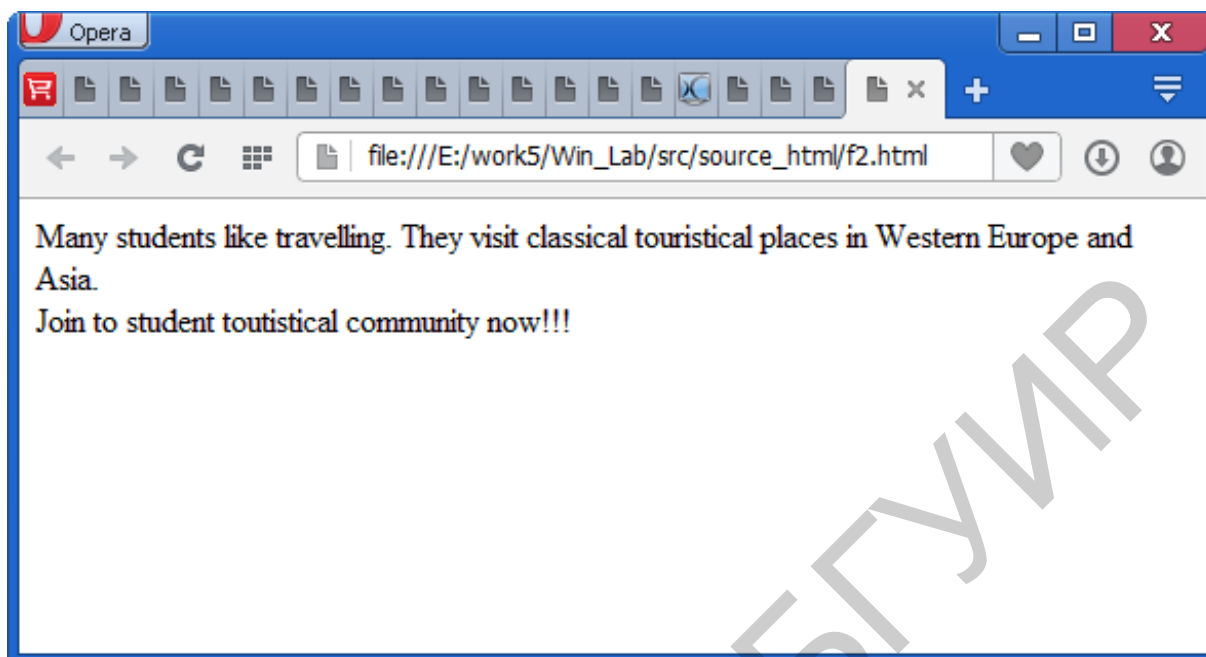 Opera
file:///E:/work5/Win_Lab/src/source_html/f2.html
Many students like travelling. They visit classical touristical places in Western Europe and
Asia.
Join to student toutistical community now!!!
БГУИР